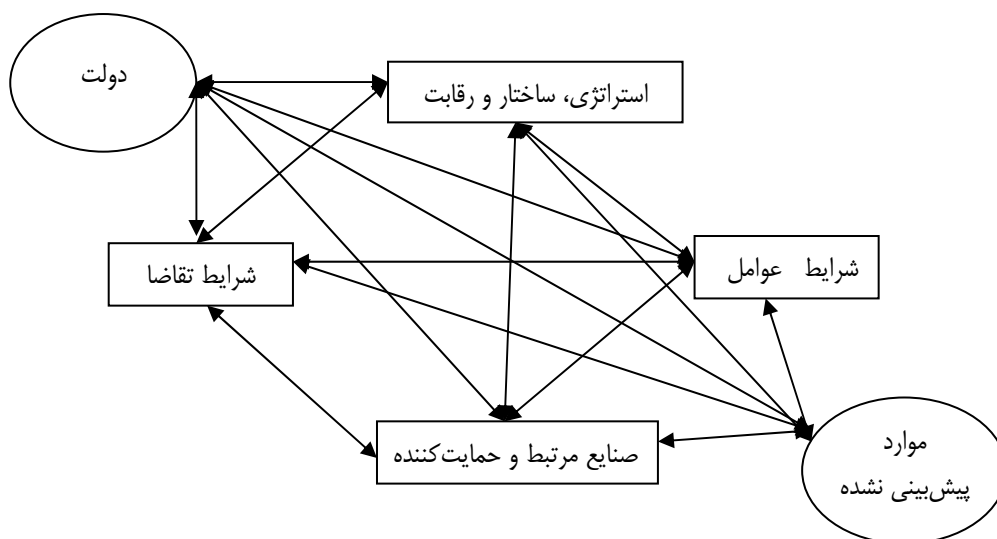 دولت
استراتژی، ساختار و رقابت
شرایط عوامل
شرایط تقاضا
صنایع مرتبط و حمایت‌کننده
موارد
پیش‌بینی نشده